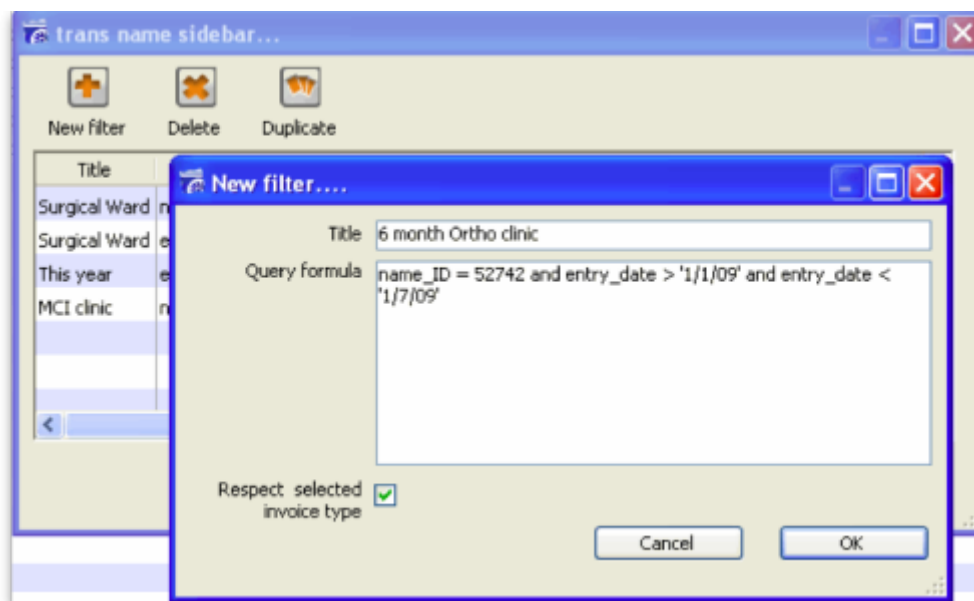 trans name sidebar...
New filter Delete Duplicate
Title
Surgical Ward n
Surgical Ward e
This year e
MCI clinic n
New filter....
Title 6 month Ortho clinic
Query formula name_ID = 52742 and entry_date > '1/1/09' and entry_date <
'1/7/09'
Respect selected
invoice type
Cancel OK